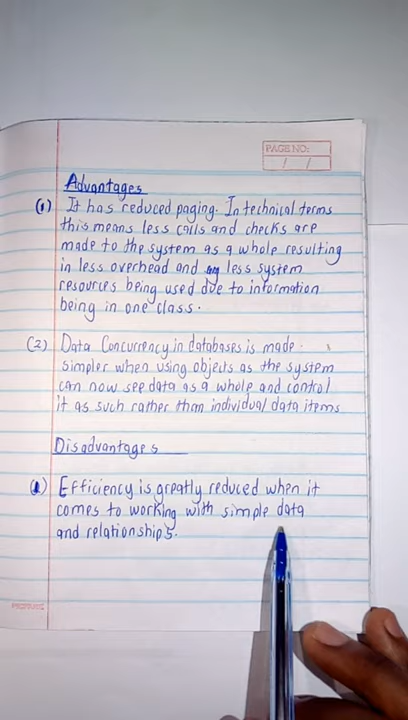 PAGE NO:
/ /
Advantages
(1) It has reduced paging. In technical terms
this means less calls and checks are
made to the system as a whole resulting
in less overhead and less system
resources being used due to information
being in one class.
(2) Data Concurrency in databases is made
simpler when using objects as the system
can now see data as a whole and control
it as such rather than individual data items
Disadvantages
(1) Efficiency is greatly reduced when it
comes to working with simple data
and relationships.